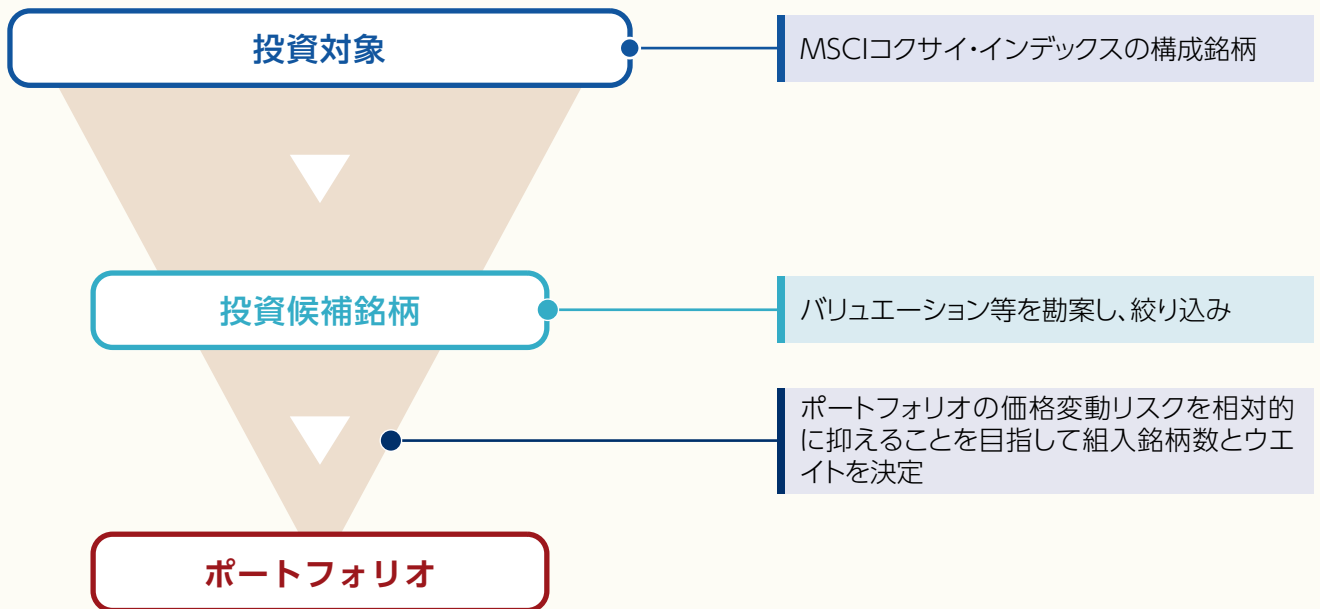 投資対象
MSCIコクサイ・インデックスの構成銘柄
投資候補銘柄
バリュエーション等を勘案し、絞り込み
ポートフォリオの価格変動リスクを相対的
に抑えることを目指して組入銘柄数とウエ
イトを決定
ポートフォリオ